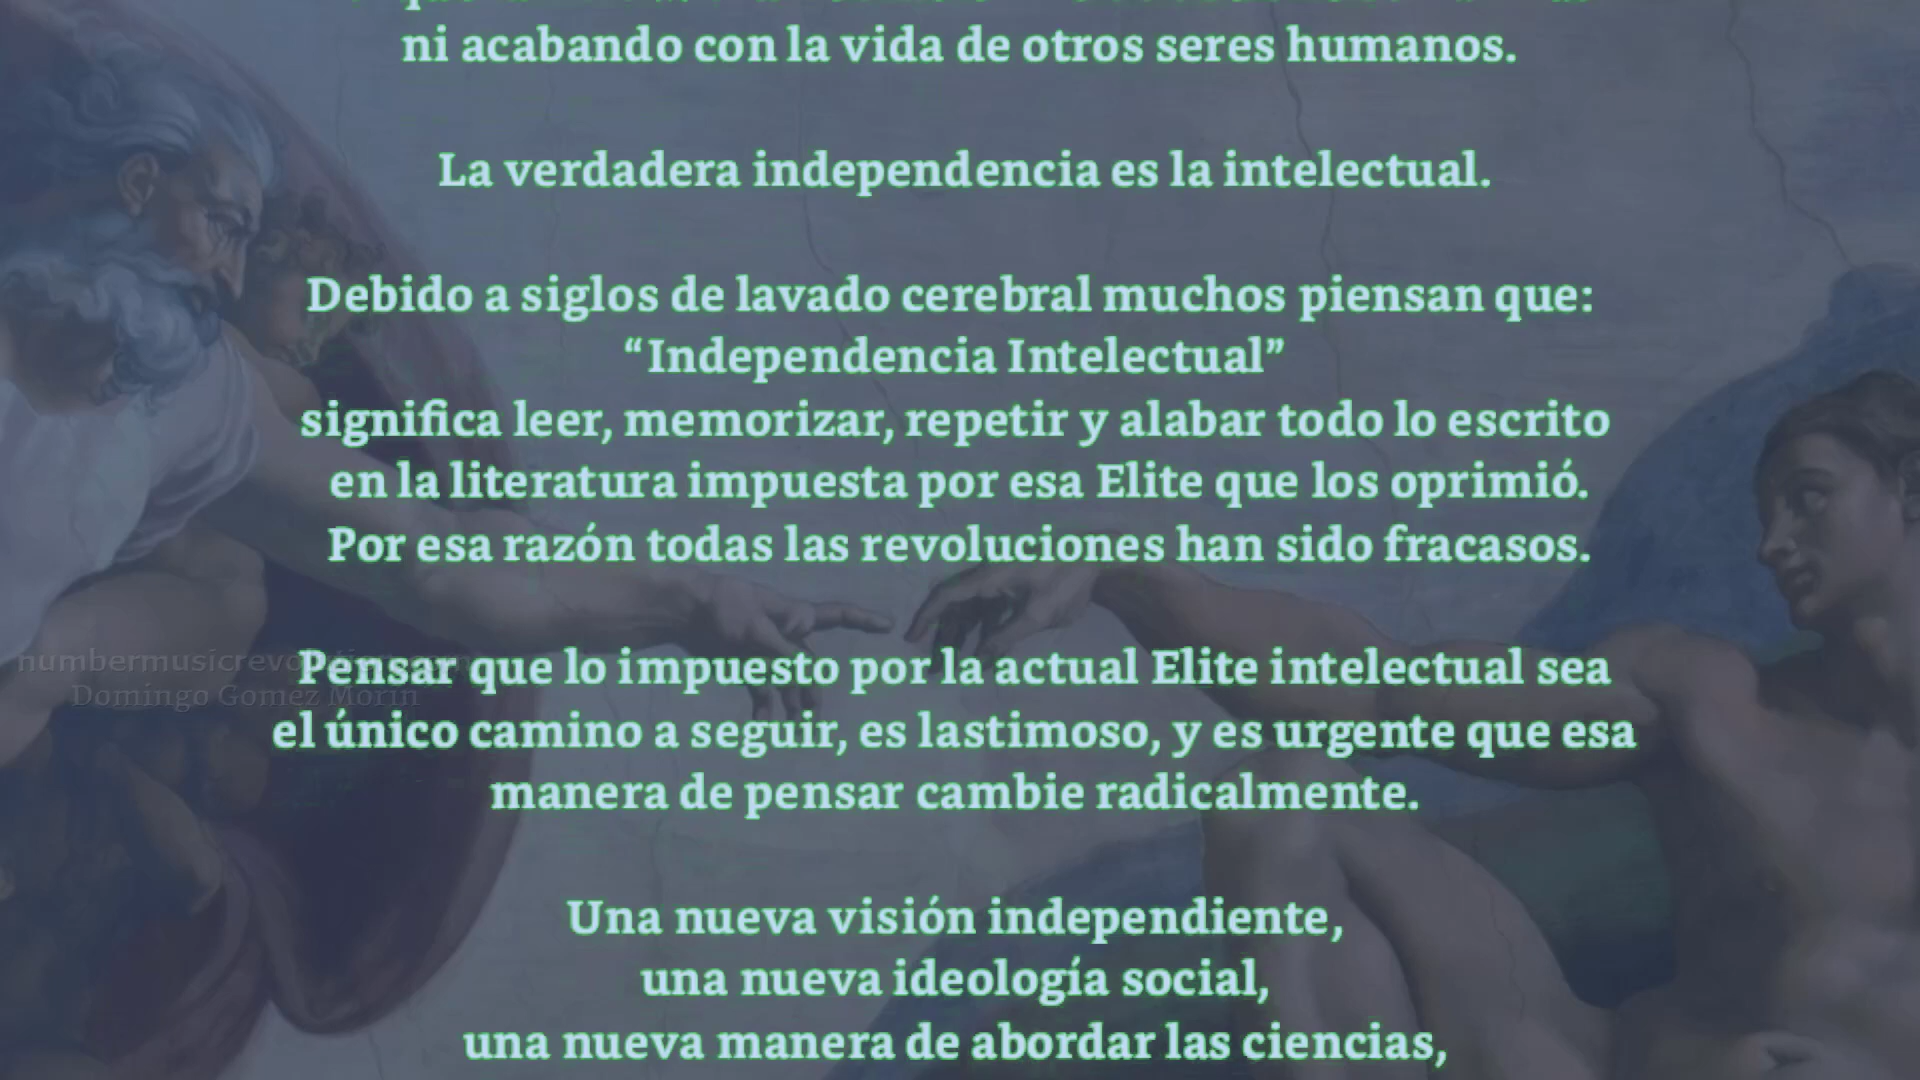 ni acabando con la vida de otros seres humanos.
La verdadera independencia es la intelectual.
Debido a siglos de lavado cerebral muchos piensan que:
“Independencia Intelectual”
significa leer, memorizar, repetir y alabar todo lo escrito
en la literatura impuesta por esa Elite que los oprimió.
Por esa razón todas las revoluciones han sido fracasos.
Pensar que lo impuesto por la actual Elite intelectual sea
el único camino a seguir, es lastimoso, y es urgente que esa
manera de pensar cambie radicalmente.
Una nueva visión independiente,
una nueva ideología social,
una nueva manera de abordar las ciencias,
Domingo Gomez Morin